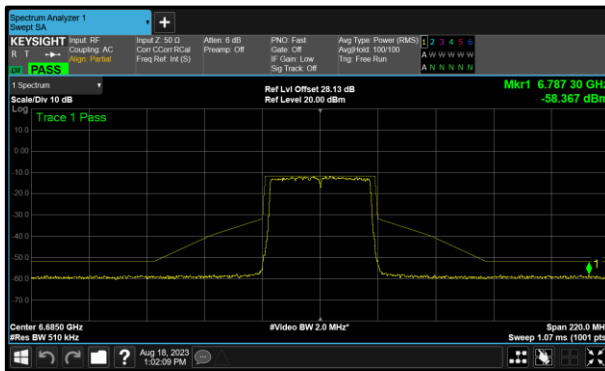 Spectrum Analyzer 1
Swept SA
KEYSIGHT
R T
PASS
Input: RF
Coupling: AC
Align: Partial
Input Z: 50 Ω
Corr CCorr RCal
Freq Ref: Int (S)
Atten: 6 dB
Preamp: Off
PNO: Fast
Gate: Off
IF Gain: Low
Sig Track: Off
Avg Type: Power (RMS)
Avg|Hold: 100/100
Trig: Free Run
1 2 3 4 5 6
A W W W W W
A N N N N N
1 Spectrum
Scale/Div 10 dB
Ref Lvl Offset 28.13 dB
Ref Level 20.00 dBm
Mkr1 6.787 30 GHz
-58.367 dBm
Log
Trace 1 Pass
10.0
0.00
-10.0
-20.0
-30.0
-40.0
-50.0
-60.0
-70.0
1
Center 6.6850 GHz
#Res BW 510 kHz
#Video BW 2.0 MHz*
Span 220.0 M
Sweep 1.07 ms (1001 pts
Aug 18, 2023
1:02:09 PM